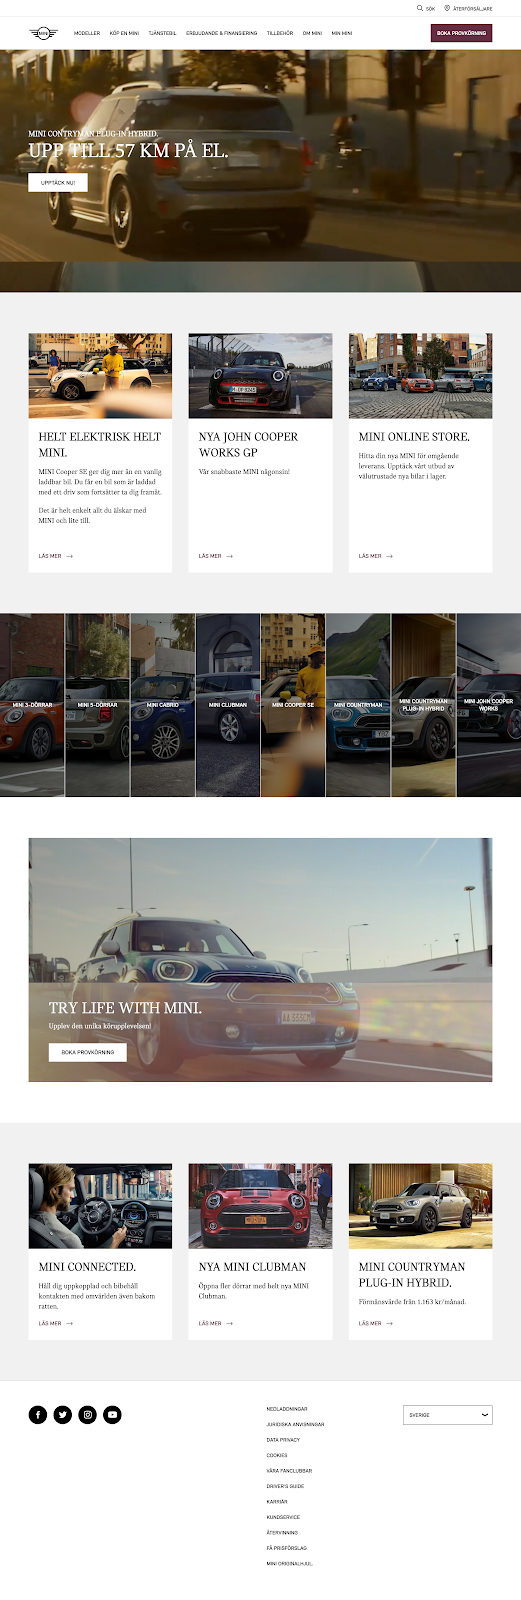 SÖK
ÅTERFÖRSÄLJARE
MINI
MODELLER
KÖP EN MINI
TJÄNSTEBIL
ERBJUDANDE & FINANSIERING
TILLBEHÖR
OM MINI
MIN MINI
BOKA PROVKÖRNING
MINI CONTRYMAN PLUG-IN HYBRID.
UPP TILL 57 KM PÅ EL.
UPPTÄCK NU!
HELT ELEKTRISK HELT
MINI.
MINI Cooper SE ger dig mer än en vanlig
laddbar bil. Du får en bil som är laddad
med ett driv som fortsätter ta dig framåt.
Det är helt enkelt allt du älskar med
MINI och lite till.
LÄS MER
NYA JOHN COOPER
WORKS GP
Vår snabbaste MINI någonsin!
LÄS MER
MINI ONLINE STORE.
Hitta din nya MINI för omgående
leverans. Upptäck vårt utbud av
välutrustade nya bilar i lager.
LÄS MER
MINI 3-DÖRRAR
MINI 5-DÖRRAR
MINI CABRIO
MINI CLUBMAN
MINI COOPER SE
MINI COUNTRYMAN
MINI COUNTRYMAN
PLUG-IN HYBRID
MINI JOHN COOPER
WORKS
TRY LIFE WITH MINI.
Upplev den unika körupplevelsen!
BOKA PROVKÖRNING
MINI CONNECTED.
Håll dig uppkopplad och bibehåll
kontakten med omvärlden även bakom
ratten.
LÄS MER
NYA MINI CLUBMAN
Öppna fler dörrar med helt nya MINI
Clubman.
LÄS MER
MINI COUNTRYMAN
PLUG-IN HYBRID.
Förmånsvärde från 1.163 kr/månad.
LÄS MER
NEDLADDNINGAR
JURIDISKA ANVISNINGAR
DATA PRIVACY
COOKIES
VÅRA FANCLUBBAR
DRIVER'S GUIDE
KARRIÄR
KUNDSERVICE
ÅTERVINNING
FÅ PRISFÖRSLAG
MINI ORIGINALHJUL.
SVERIGE